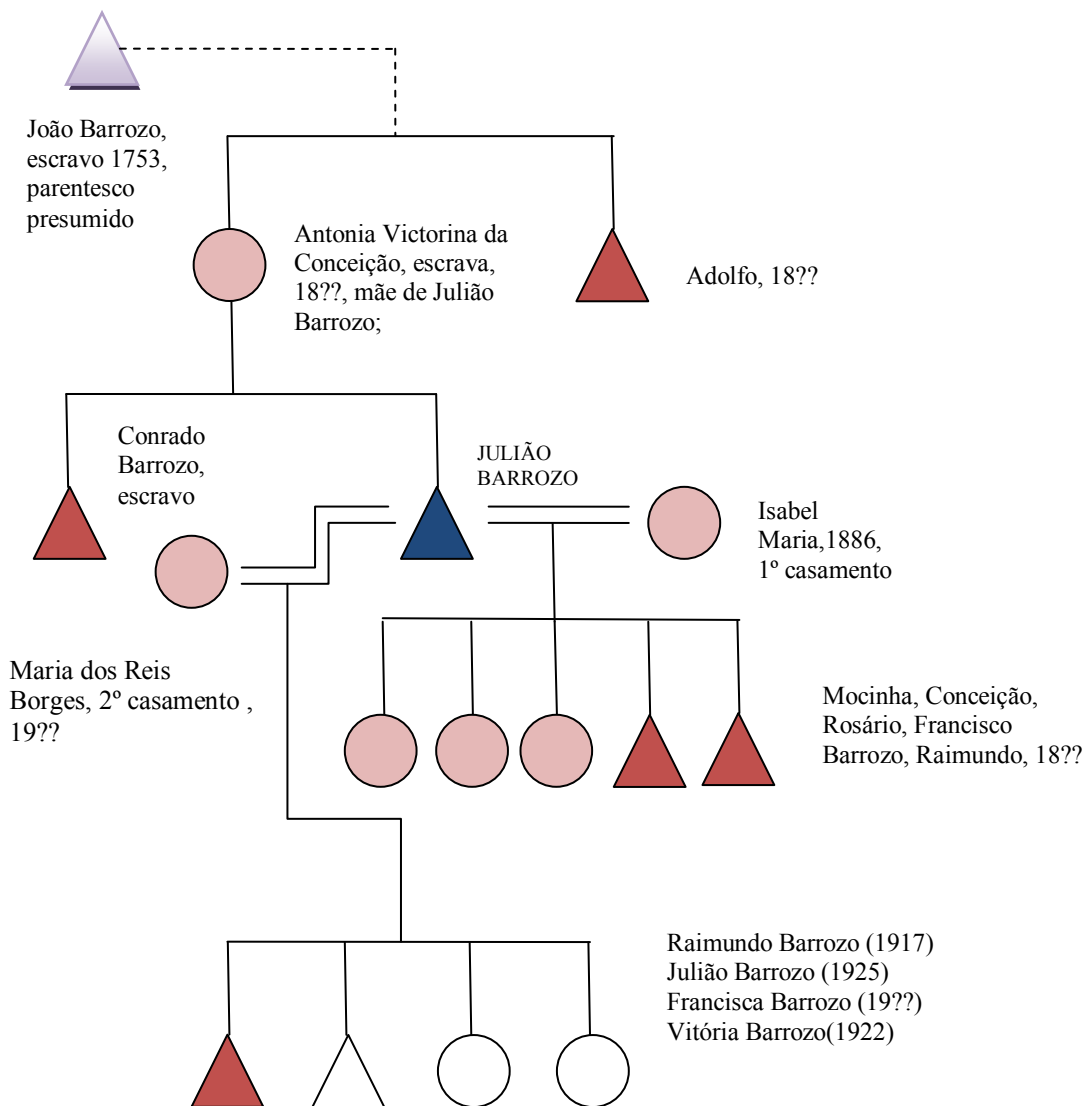 João Barrozo,
escravo 1753,
parentesco
presumido
Antonia Victorina da
Conceição, escrava,
18??, mãe de Julião
Barrozo;
Adolfo, 18??
Conrado
Barrozo,
escravo
JULIÃO
BARROZO
Isabel
Maria,1886,
1º casamento
Maria dos Reis
Borges, 2º casamento ,
19??
Mocinha, Conceição,
Rosário, Francisco
Barrozo, Raimundo, 18??
Raimundo Barrozo (1917)
Julião Barrozo (1925)
Francisca Barrozo (19??)
Vitória Barrozo(1922)